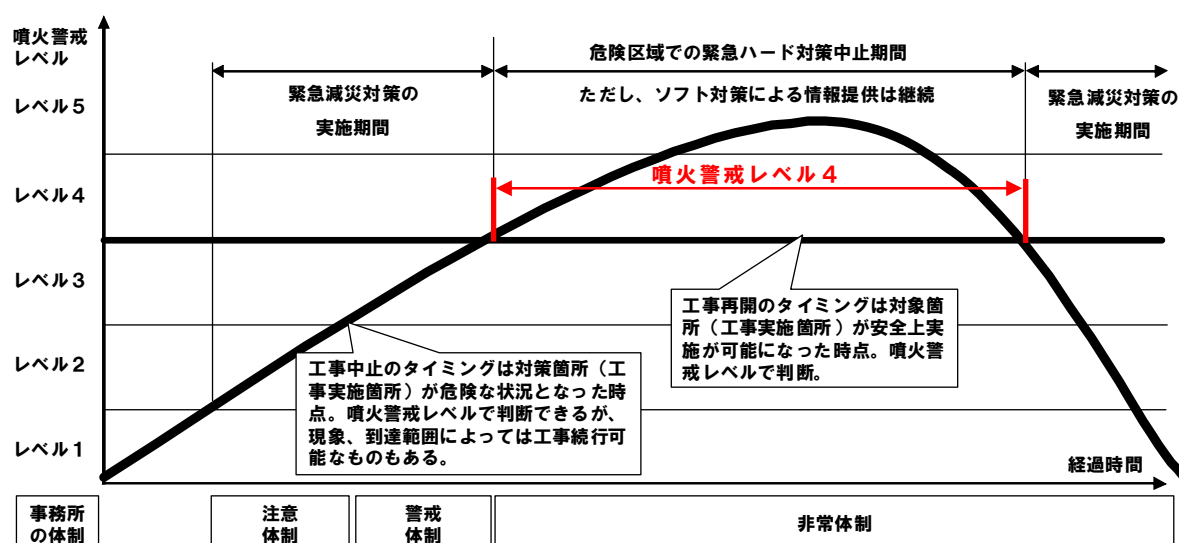 噴火警戒
レベル
レベル５
レベル４
レベル３
レベル２
レベル１
緊急減災対策の
実施期間
危険区域での緊急ハード対策中止期間
ただし、ソフト対策による情報提供は継続
緊急減災対策の
実施期間
噴火警戒レベル４
工事再開のタイミングは対象箇
所（工事実施箇所）が安全上実
施が可能になった時点。噴火警
戒レベルで判断。
工事中止のタイミングは対策箇所（工
事実施箇所）が危険な状況となった時
点。噴火警戒レベルで判断できるが、
現象、到達範囲によっては工事続行可
能なものもある。
経過時間
事務所
の体制
注意
体制
警戒
体制
非常体制